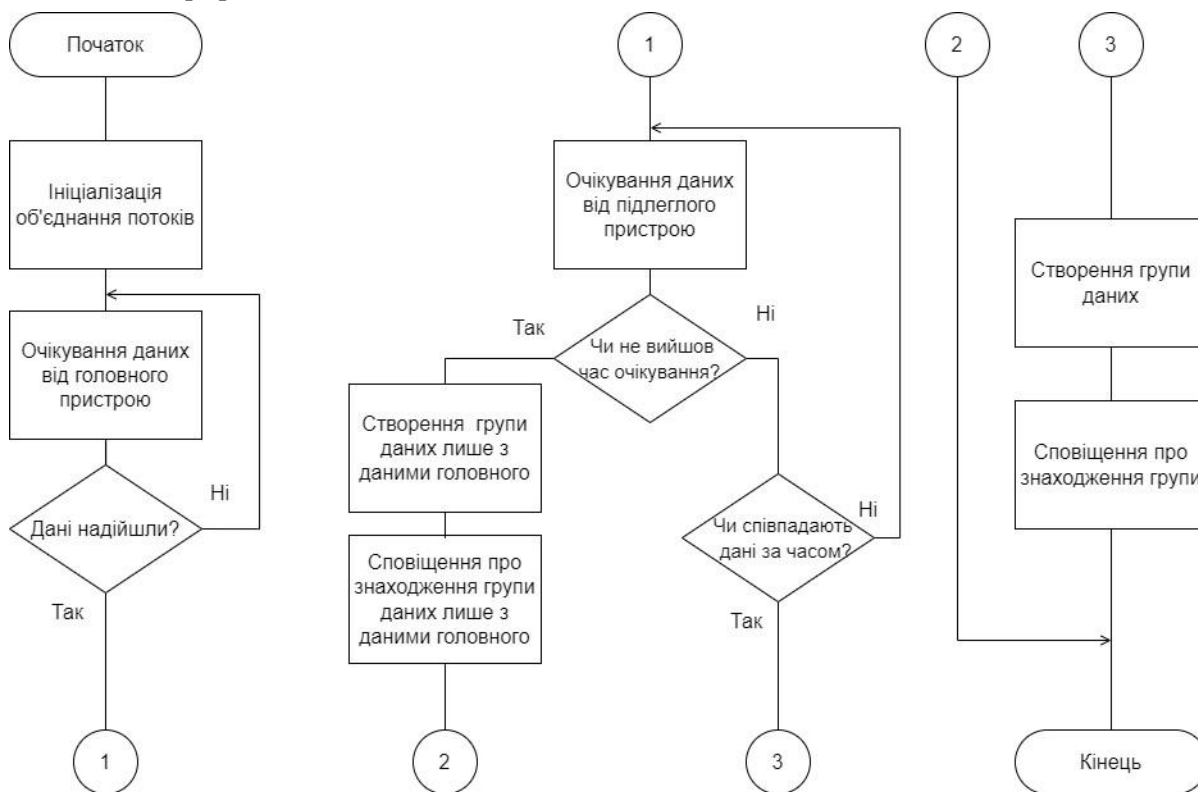 Початок
Ініціалізація
об'єднання потоків
Очікування даних
від головного
пристрою
Дані надійшли?
Ні
Так
1
1
Очікування даних
від підлеглого
пристрою
Так
Ні
Чи не вийшов
час очікування?
Створення групи
даних лише з
даними головного
Сповіщення про
знаходження групи
даних лише з
даними головного
2
Чи співпадають
дані за часом?
Ні
Так
3
2
3
Створення групи
даних
Сповіщення про
знаходження групи
Кінець